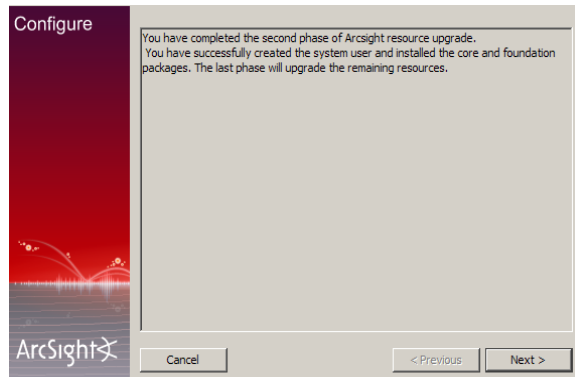 Configure
You have completed the second phase of Arcsight resource upgrade.
You have successfully created the system user and installed the core and foundation
packages. The last phase will upgrade the remaining resources.
ArcSight
Cancel
< Previous
Next >